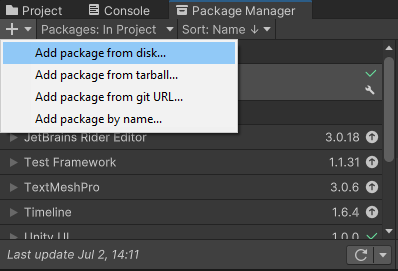 Project
Console
Package Manager
+ Packages: In Project Sort: Name ↓
Add package from disk...
Add package from tarball...
Add package from git URL...
Add package by name...
JetBrains Rider Editor 3.0.18
Test Framework 1.1.31
TextMeshPro 3.0.6
Timeline 1.6.4
Unity UI 1.0.0
Last update Jul 2, 14:11